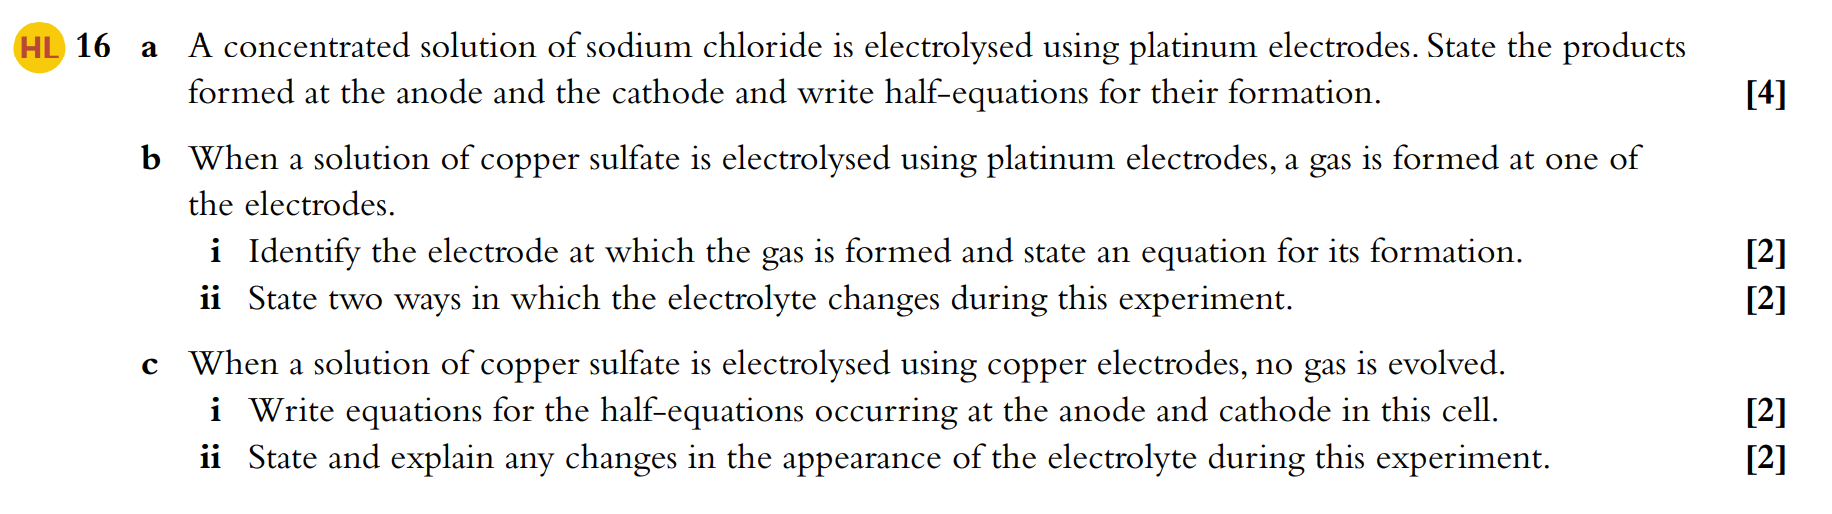 HL 16 a A concentrated solution of sodium chloride is electrolysed using platinum electrodes. State the products
formed at the anode and the cathode and write half-equations for their formation. [4]
b When a solution of copper sulfate is electrolysed using platinum electrodes, a gas is formed at one of
the electrodes.
i Identify the electrode at which the gas is formed and state an equation for its formation. [2]
ii State two ways in which the electrolyte changes during this experiment. [2]
c When a solution of copper sulfate is electrolysed using copper electrodes, no gas is evolved.
i Write equations for the half-equations occurring at the anode and cathode in this cell. [2]
ii State and explain any changes in the appearance of the electrolyte during this experiment. [2]